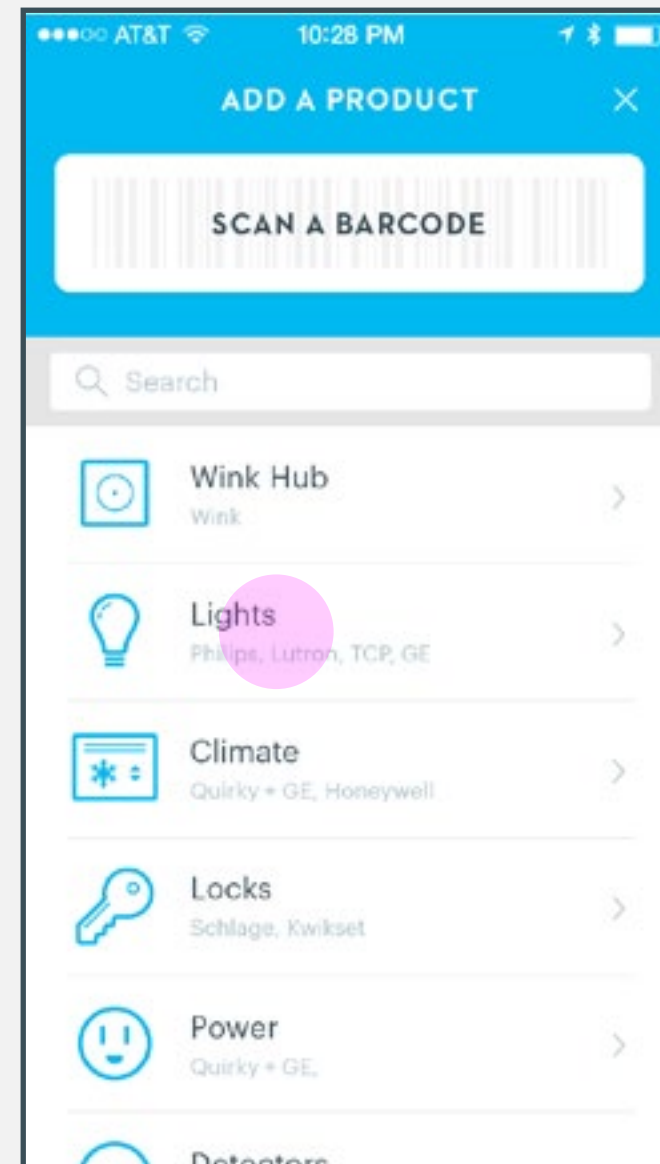 AT&T 10:28 PM
ADD A PRODUCT
SCAN A BARCODE
Search
Wink Hub
Wink
Lights
Philips, Lutron, TCP, GE
Climate
Quirky + GE, Honeywell
Locks
Schlage, Kwikset
Power
Quirky + GE,
Detectors